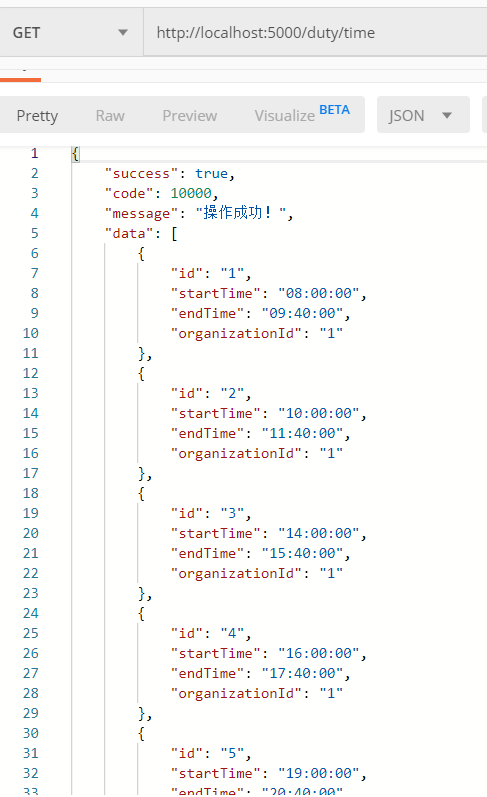 GET http://localhost:5000/duty/time
Pretty Raw Preview Visualize BETA JSON
1 {
2 "success": true,
3 "code": 10000,
4 "message": "操作成功！",
5 "data": [
6 {
7 "id": "1",
8 "startTime": "08:00:00",
9 "endTime": "09:40:00",
10 "organizationId": "1"
11 },
12 {
13 "id": "2",
14 "startTime": "10:00:00",
15 "endTime": "11:40:00",
16 "organizationId": "1"
17 },
18 {
19 "id": "3",
20 "startTime": "14:00:00",
21 "endTime": "15:40:00",
22 "organizationId": "1"
23 },
24 {
25 "id": "4",
26 "startTime": "16:00:00",
27 "endTime": "17:40:00",
28 "organizationId": "1"
29 },
30 {
31 "id": "5",
32 "startTime": "19:00:00",
33 "endTime": "20:40:00",